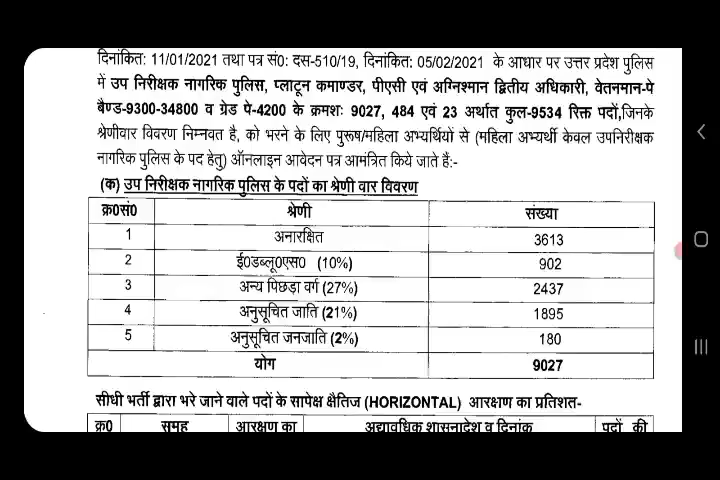 दिनांकित: 11/01/2021 तथा पत्र सं0: दस-510/19, दिनांकित: 05/02/2021 के आधार पर उत्तर प्रदेश पुलिस
में उप निरीक्षक नागरिक पुलिस, प्लाटून कमाण्डर, पीएसी एवं अग्निश्मान द्वितीय अधिकारी, वेतनमान-पे
बैण्ड-9300-34800 व ग्रेड पे-4200 के क्रमशः 9027, 484 एवं 23 अर्थात कुल-9534 रिक्त पदों,जिनके
श्रेणीवार विवरण निम्नवत है, को भरने के लिए पुरूष/महिला अभ्यर्थियों से (महिला अभ्यर्थी केवल उपनिरीक्षक
नागरिक पुलिस के पद हेतु) ऑनलाइन आवेदन पत्र आमंत्रित किये जाते हैं:-
(क) उप निरीक्षक नागरिक पुलिस के पदों का श्रेणी वार विवरण
क्र0सं0 श्रेणी संख्या
1 अनारक्षित 3613
2 ई0डब्लू0एस0 (10%) 902
3 अन्य पिछड़ा वर्ग (27%) 2437
4 अनुसूचित जाति (21%) 1895
5 अनुसूचित जनजाति (2%) 180
योग 9027
सीधी भर्ती द्वारा भरे जाने वाले पदों के सापेक्ष क्षैतिज (HORIZONTAL) आरक्षण का प्रतिशत-
क्र0 समूह आरक्षण का अद्यावधिक शासनादेश व दिनांक पदों की